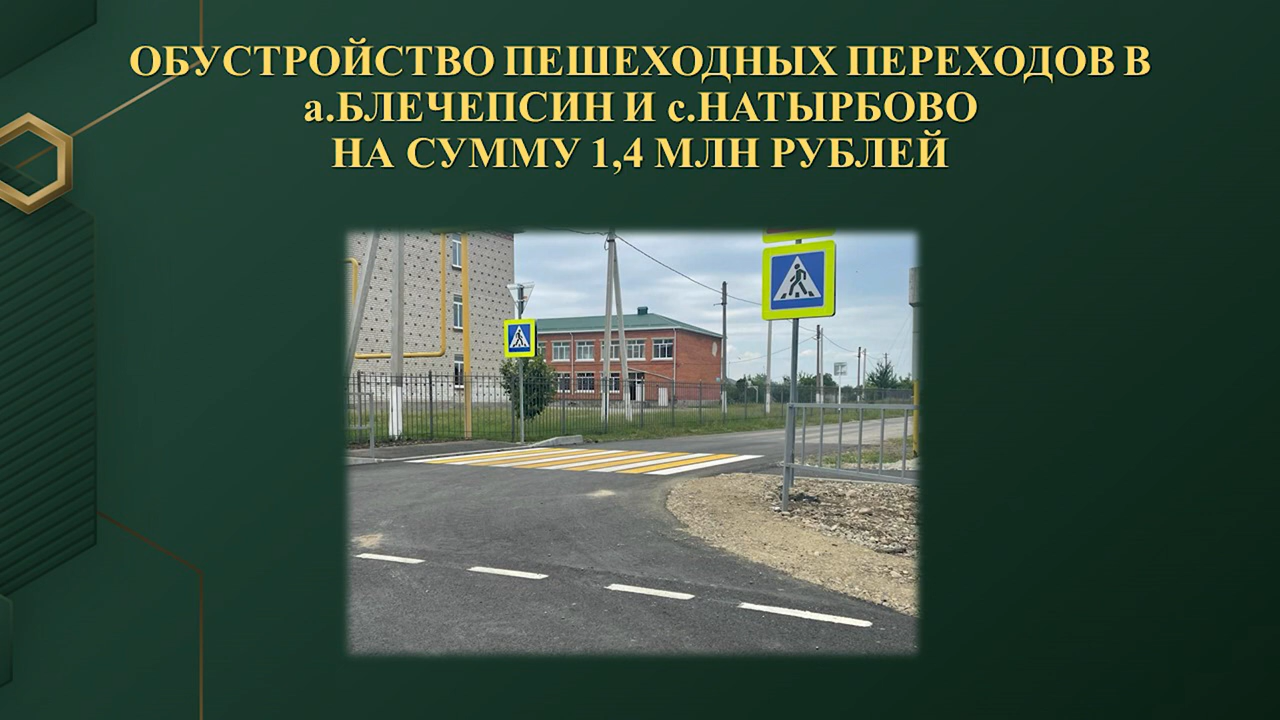 ОБУСТРОЙСТВО ПЕШЕХОДНЫХ ПЕРЕХОДОВ В
а.БЛЕЧЕПСИН И с.НАТЫРБОВО
НА СУММУ 1,4 МЛН РУБЛЕЙ